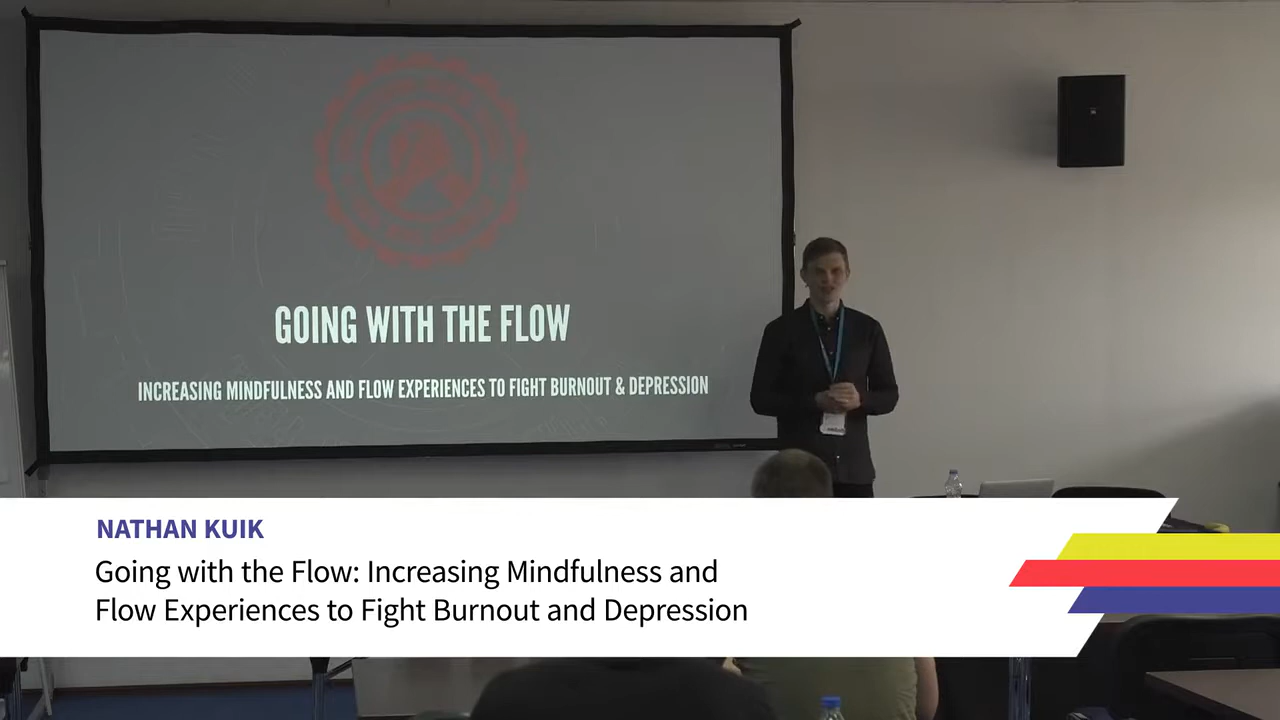 GOING WITH THE FLOW
INCREASING MINDFULNESS AND FLOW EXPERIENCES TO FIGHT BURNOUT & DEPRESSION
NATHAN KUIK
Going with the Flow: Increasing Mindfulness and
Flow Experiences to Fight Burnout and Depression